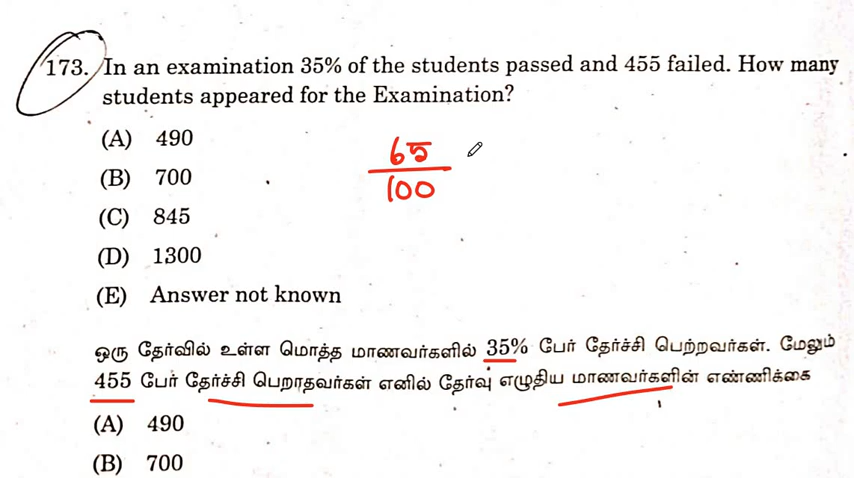 173. In an examination 35% of the students passed and 455 failed. How many
students appeared for the Examination?
(A) 490
(B) 700
(C) 845
(D) 1300
(E) Answer not known
65
100
ஒரு தேர்வில் உள்ள மொத்த மாணவர்களில் 35% பேர் தேர்ச்சி பெற்றவர்கள். மேலும்
455 பேர் தேர்ச்சி பெறாதவர்கள் எனில் தேர்வு எழுதிய மாணவர்களின் எண்ணிக்கை
(A) 490
(B) 700